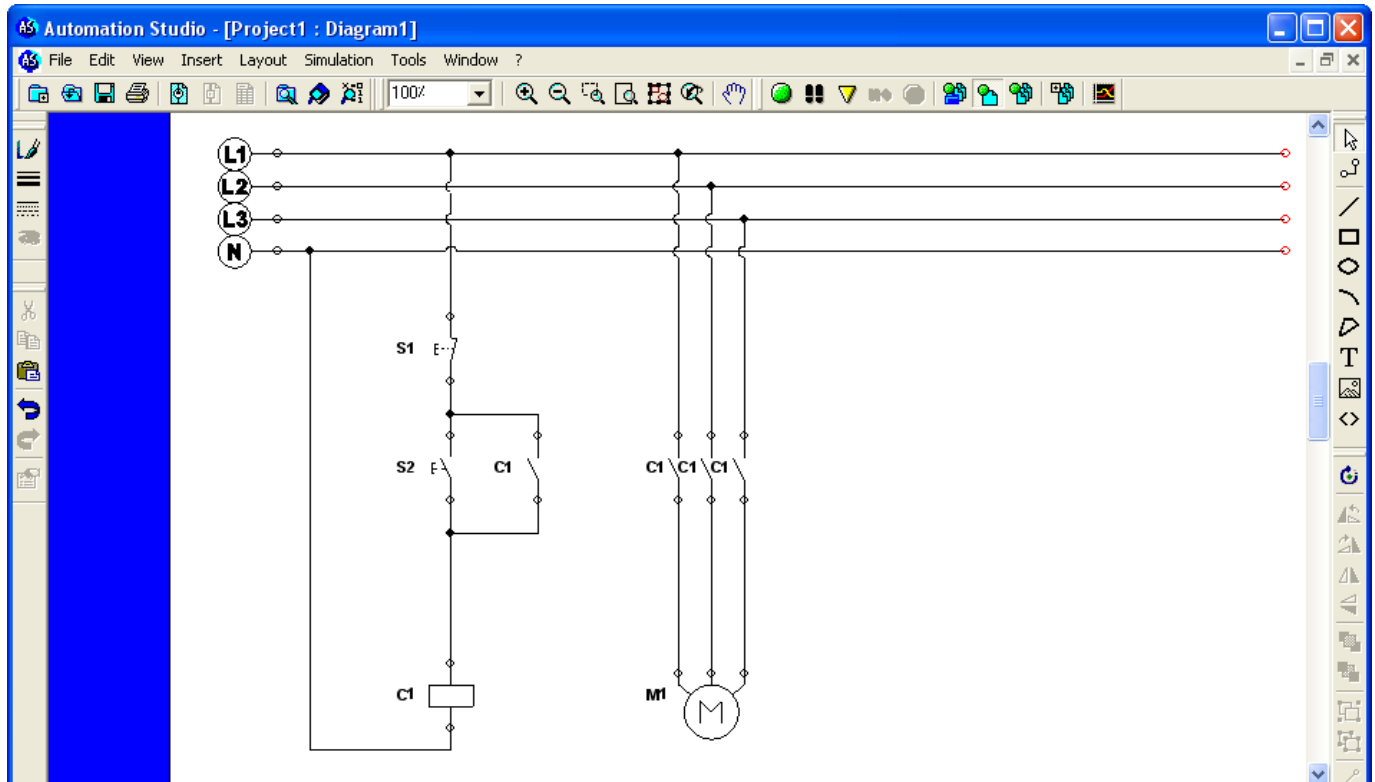 Automation Studio - [Project1 : Diagram1]
File Edit View Insert Layout Simulation Tools Window ?
100%
L1
L2
L3
N
S1
S2 C1 C1 C1 C1
C1 M1
M
T